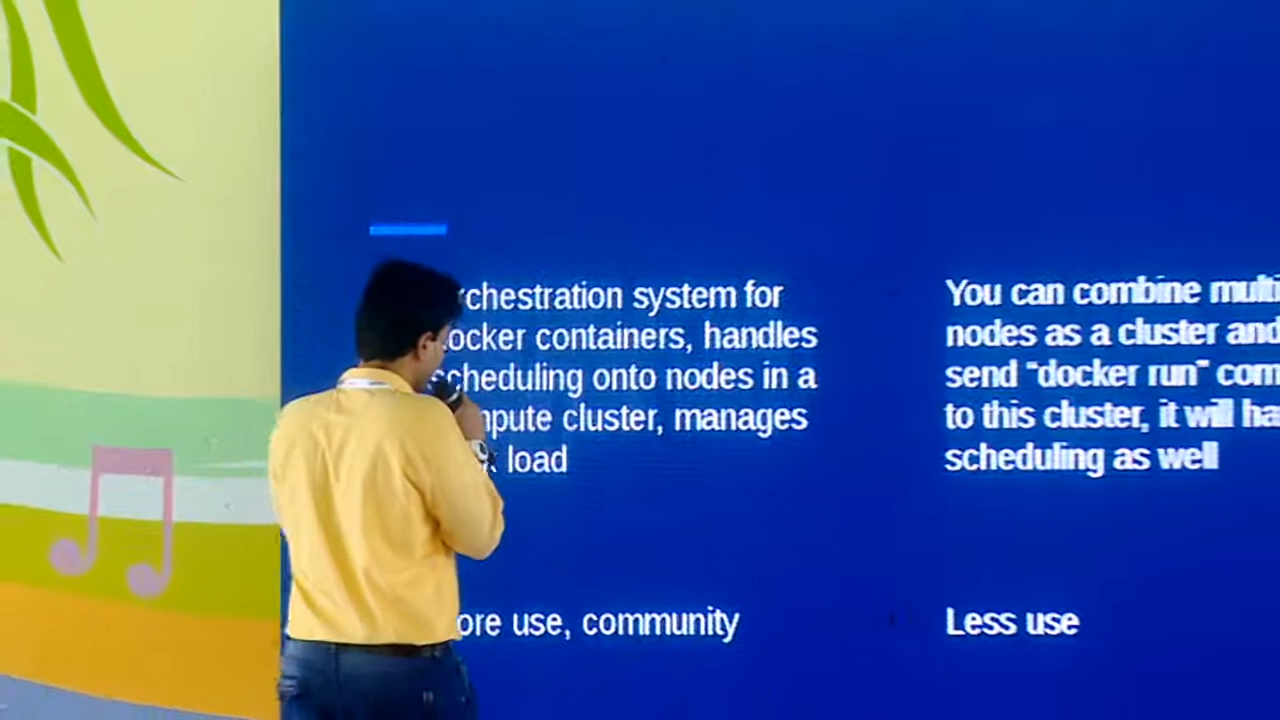 rchestration system for
ocker containers, handles
scheduling onto nodes in a
pute cluster, manages
load
ore use, community
You can combine multi
nodes as a cluster and
send "docker run" com
to this cluster, it will ha
scheduling as well
Less use